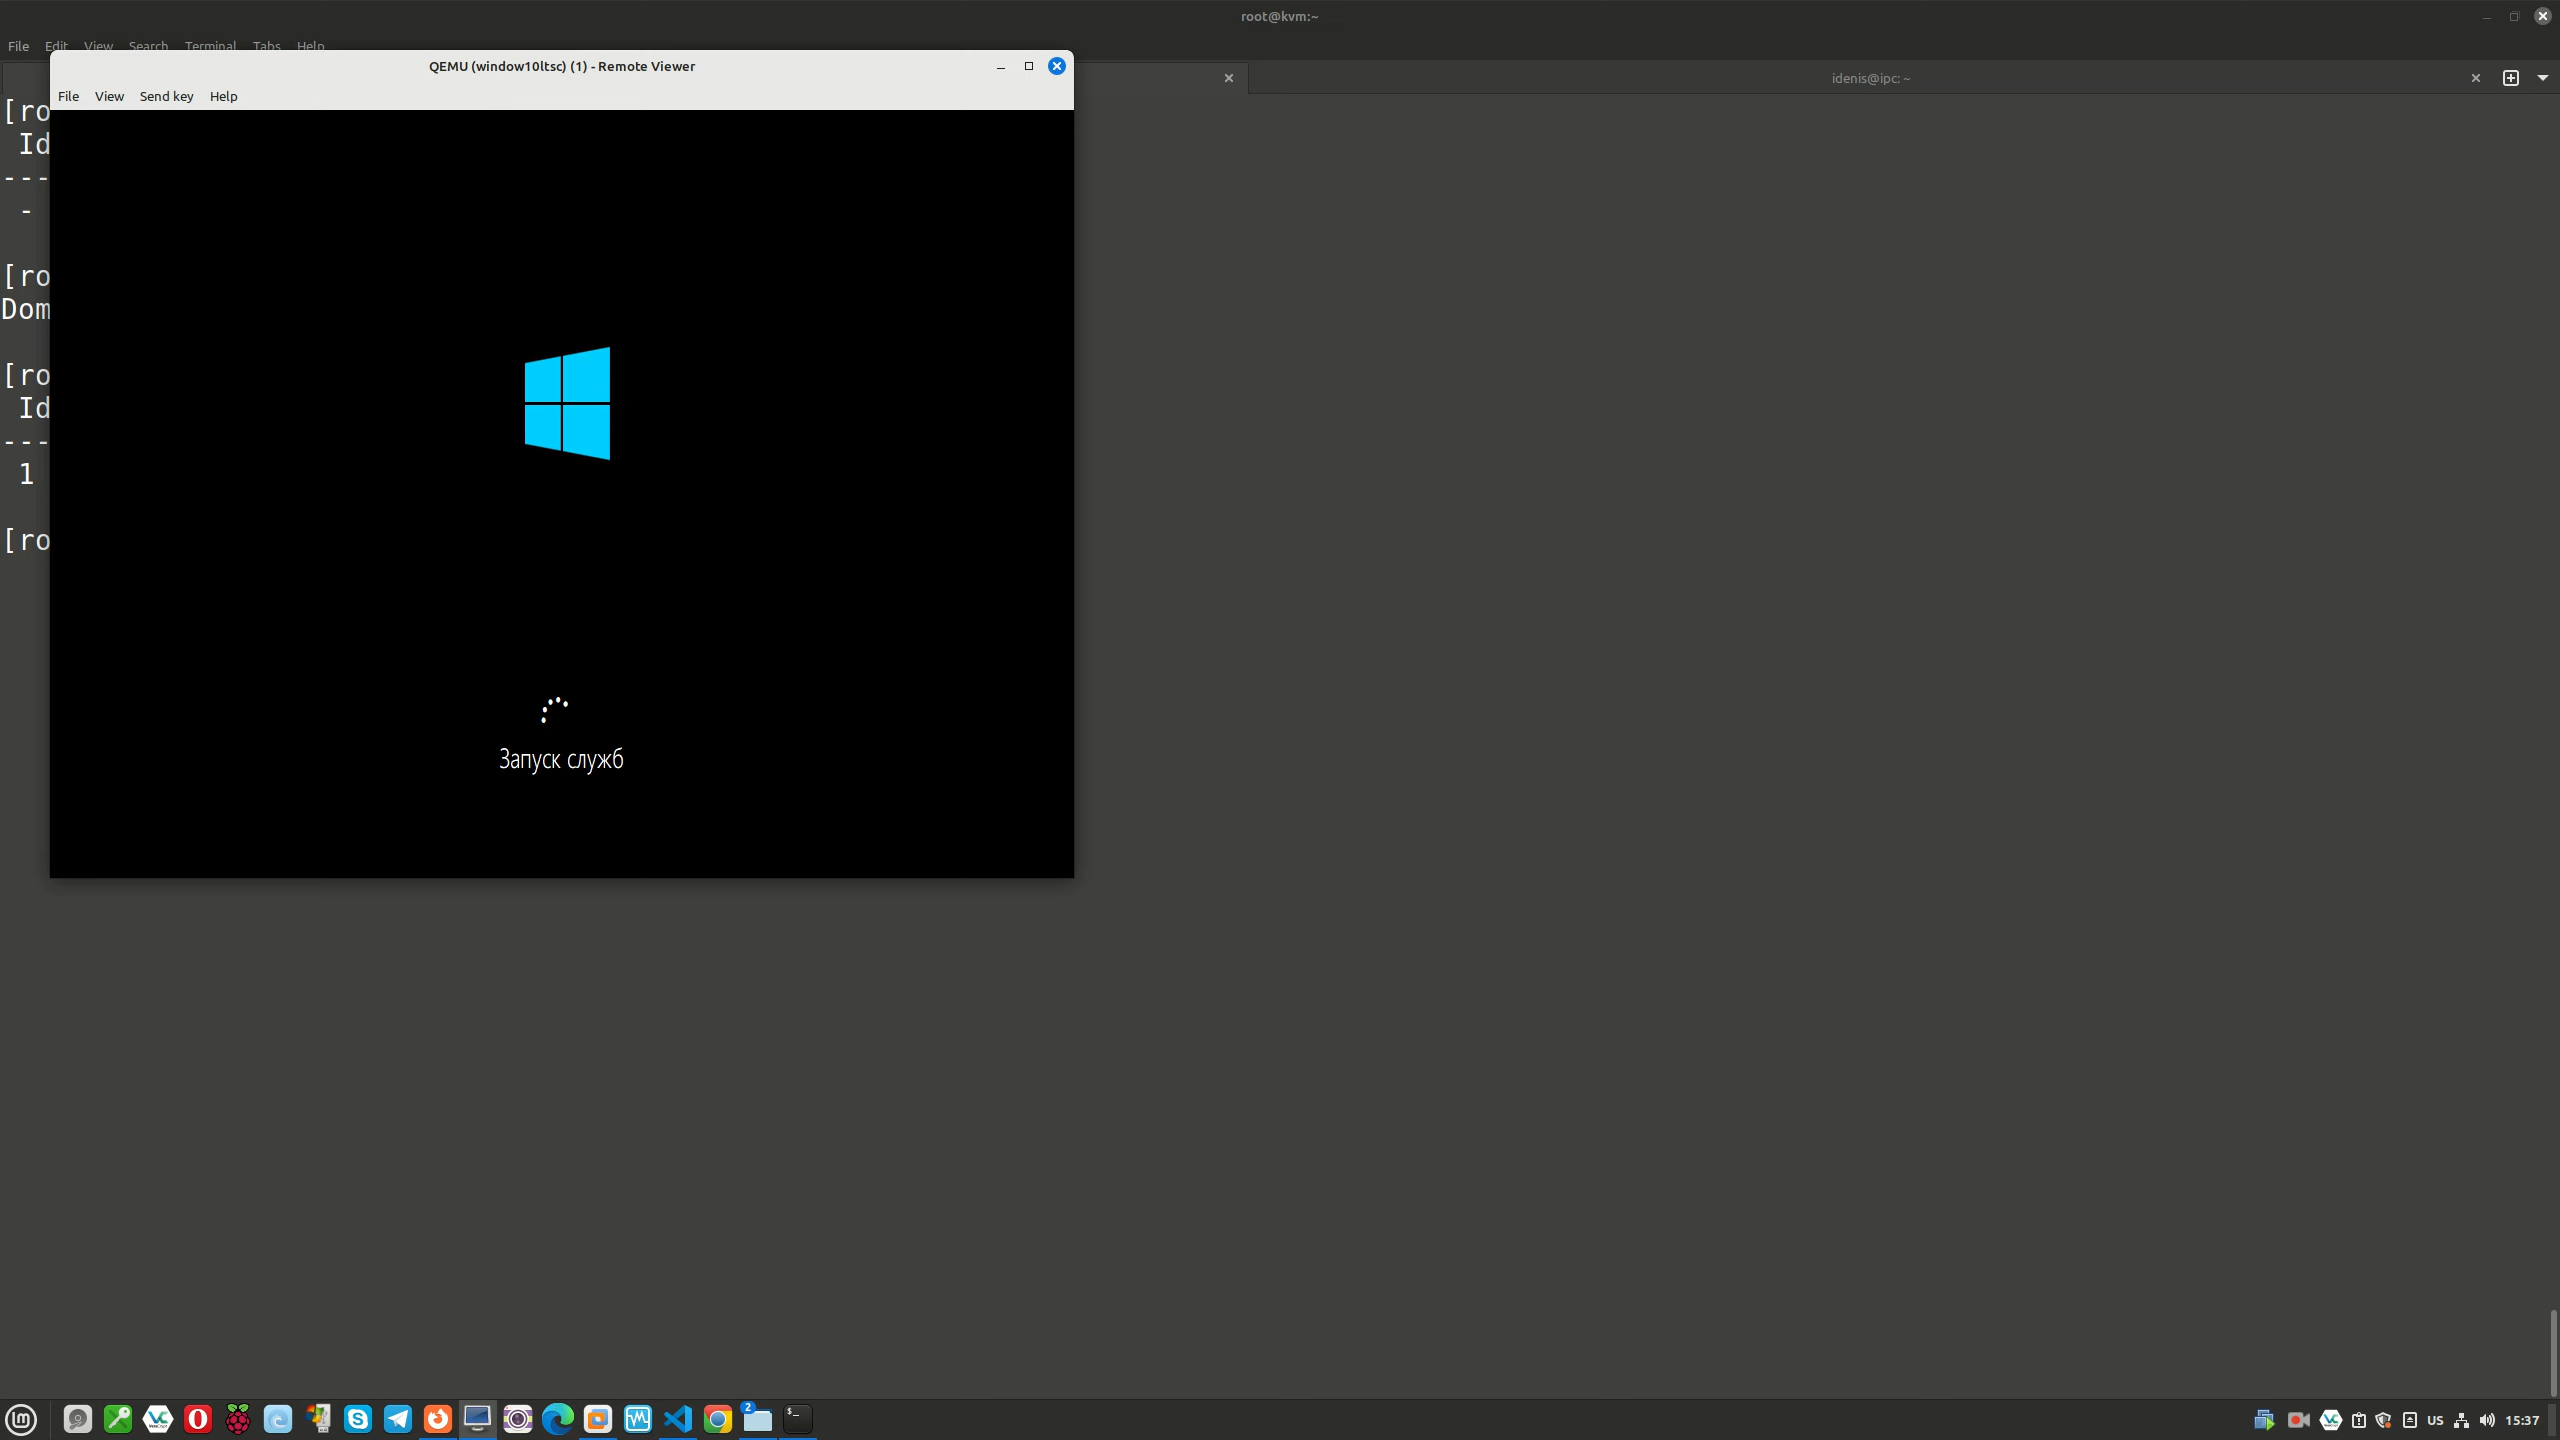 root@kvm:~
File Edit View Search Terminal Tabs Help
QEMU (window10ltsc) (1) - Remote Viewer
idenis@ipc: ~
File View Send key Help
[ro
Id
---
-
[ro
Dom
[ro
Id
---
1
[ro
Запуск служб
2
$_
US
15:37